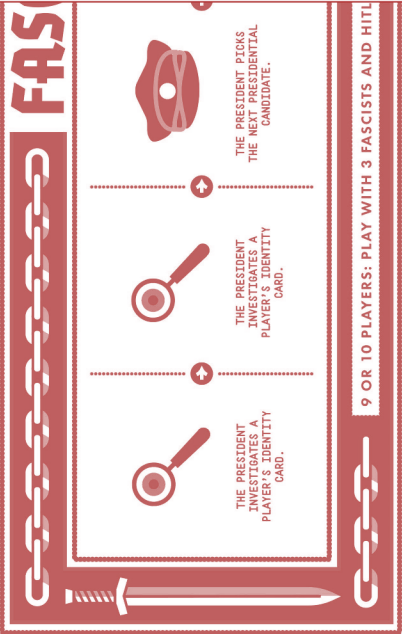 FASC
THE PRESIDENT
INVESTIGATES A
PLAYER'S IDENTITY
CARD.
THE PRESIDENT
INVESTIGATES A
PLAYER'S IDENTITY
CARD.
THE PRESIDENT PICKS
THE NEXT PRESIDENTIAL
CANDIDATE.
9 OR 10 PLAYERS: PLAY WITH 3 FASCISTS AND HITL